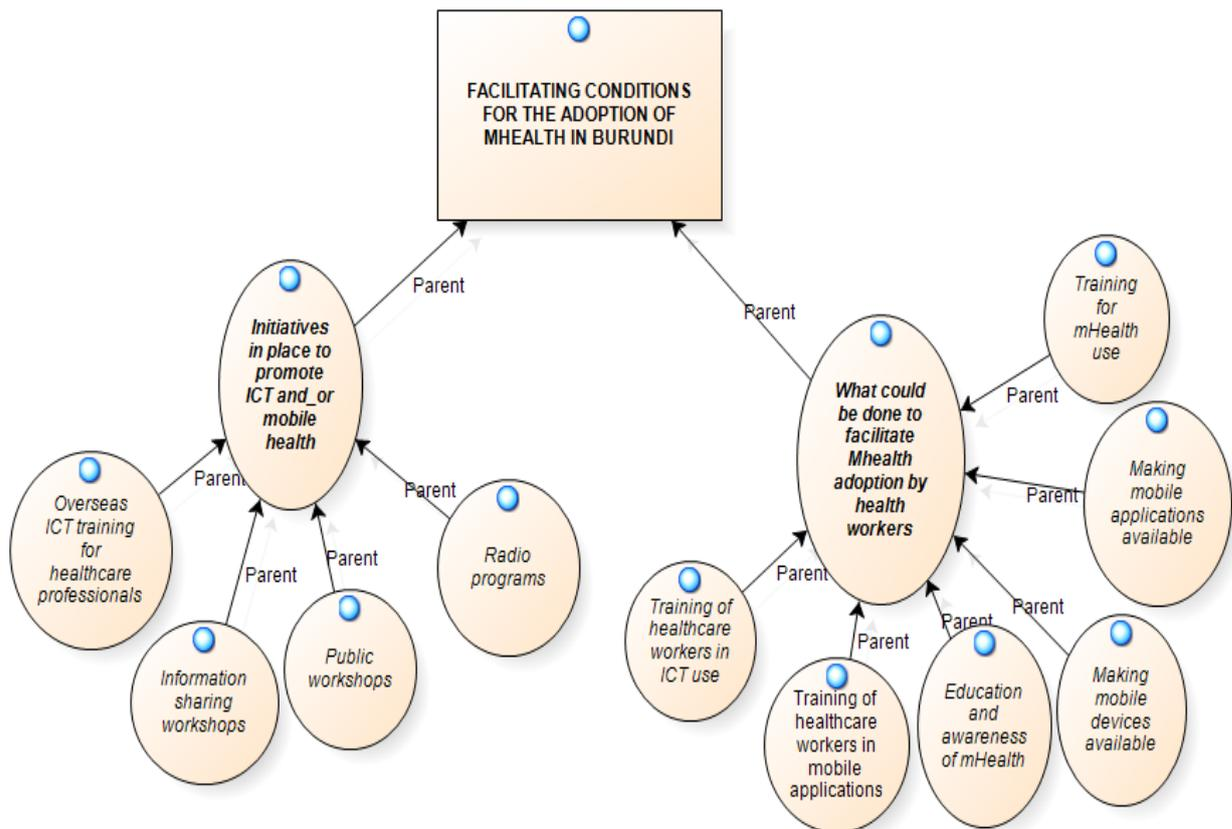 FACILITATING CONDITIONS
FOR THE ADOPTION OF
MHEALTH IN BURUNDI
Parent
Parent
Initiatives
in place to
promote
ICT and_or
mobile
health
What could
be done to
facilitate
Mhealth
adoption by
health
workers
Training
for
mHealth
use
Parent
Making
mobile
applications
available
Parent
Overseas
ICT training
for
healthcare
professionals
Parent
Information
sharing
workshops
Parent
Public
workshops
Parent
Radio
programs
Parent
Training of
healthcare
workers in
ICT use
Parent
Training of
healthcare
workers in
mobile
applications
Parent
Education
and
awareness
of mHealth
Parent
Making
mobile
devices
available
Parent